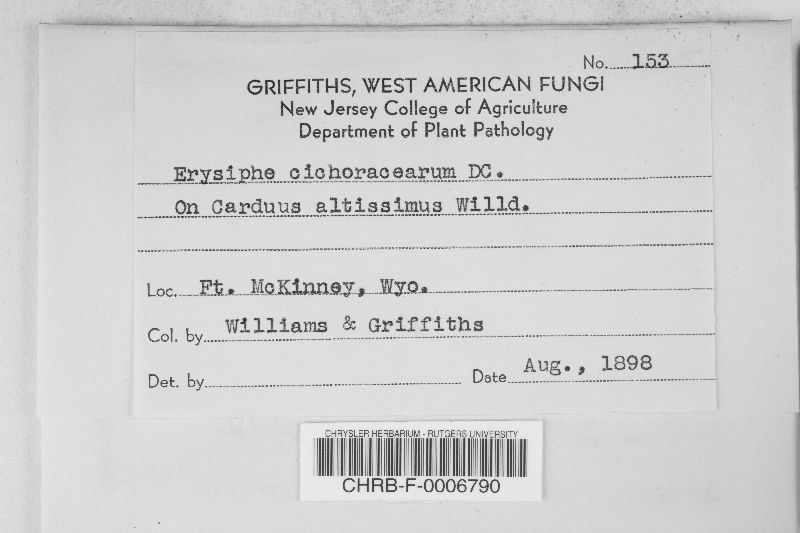 No. 153
GRIFFITHS, WEST AMERICAN FUNGI
New Jersey College of Agriculture
Department of Plant Pathology
Erysiphe cichoracearum DC.
On Carduus altissimus Willd.
Loc. Ft. McKinney, Wyo.
Col. by Williams & Griffiths
Det. by Date Aug., 1898
CHRYSLER HERBARIUM - RUTGERS UNIVERSITY
CHRB-F-0006790